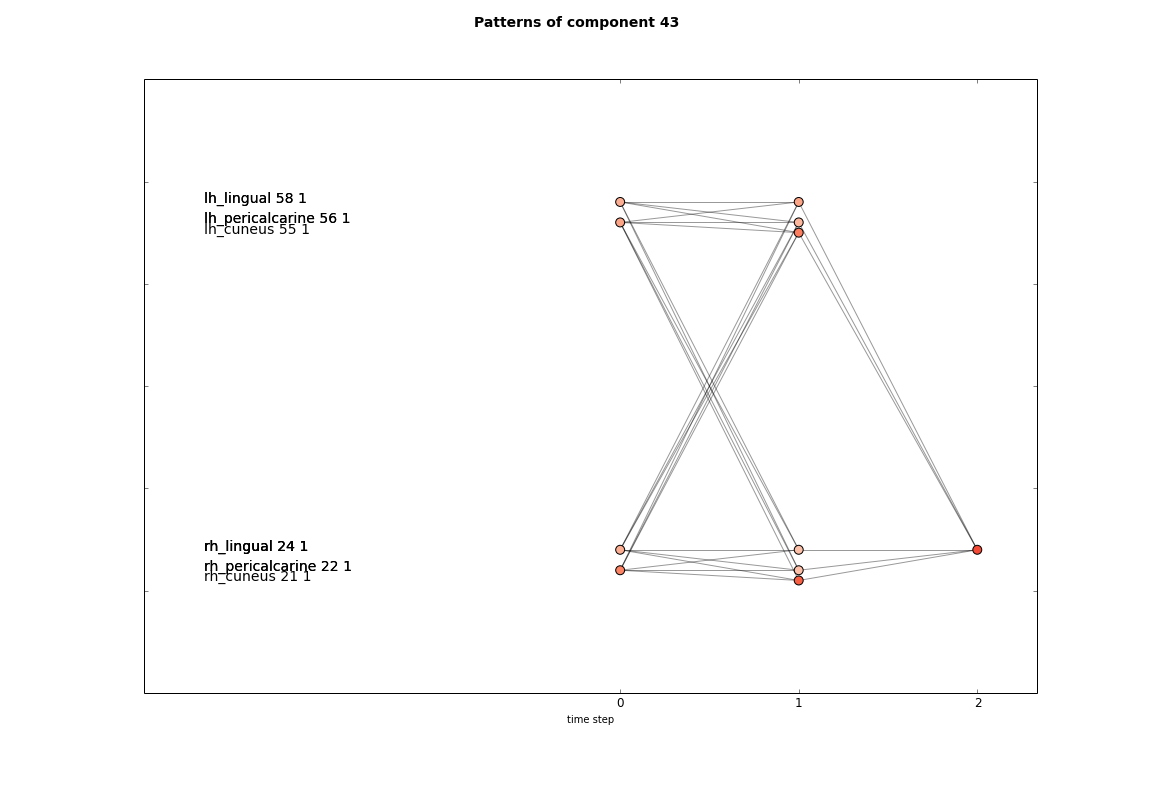 Patterns of component 43
lh_lingual 58 1
lh_pericalcarine 56 1
lh_cuneus 55 1
rh_lingual 24 1
rh_pericalcarine 22 1
rh_cuneus 21 1
0 1 2
time step